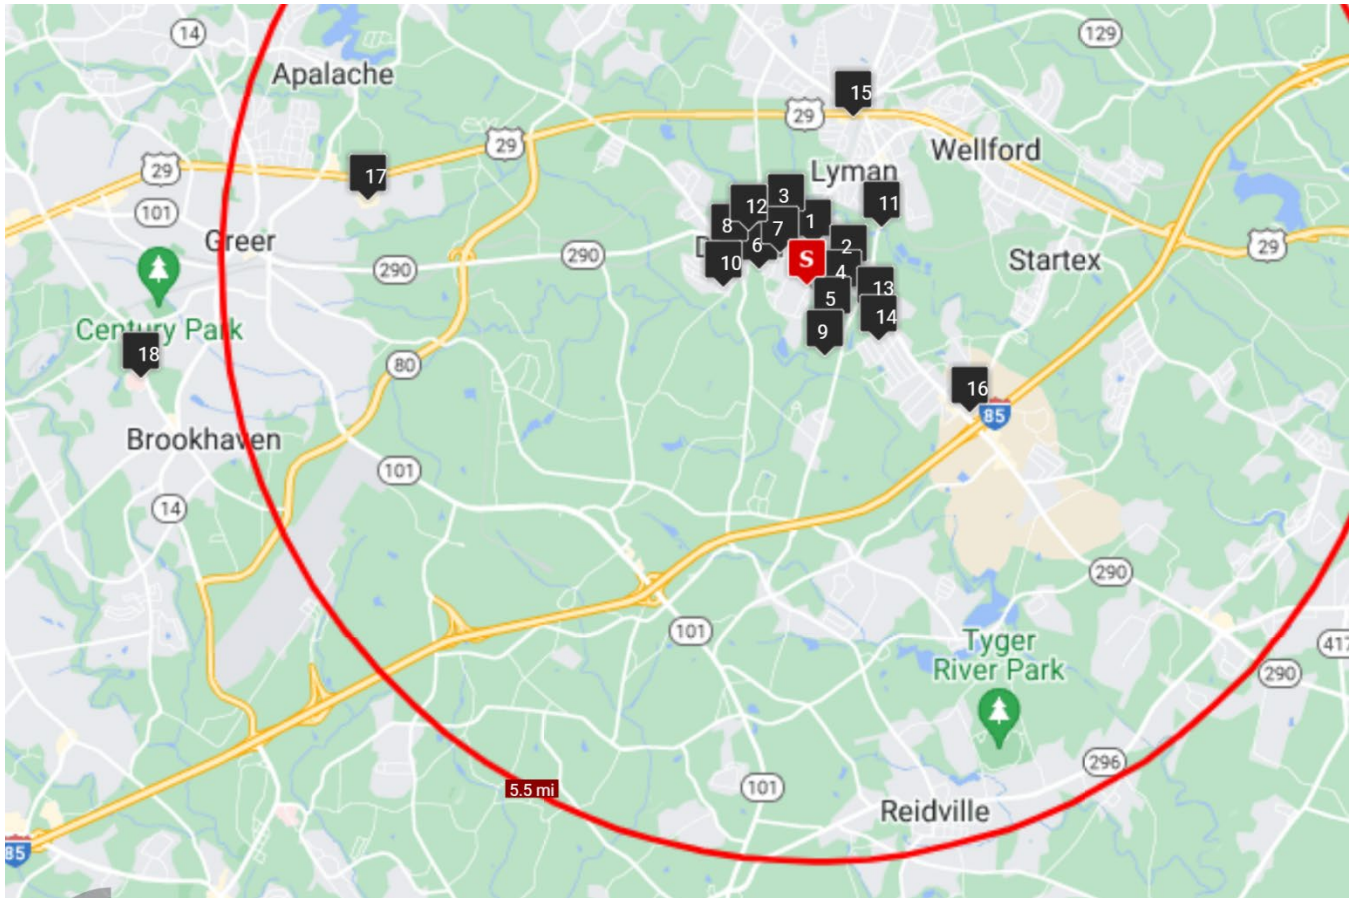 14
129
Apalache
15
29
29
Wellford
29
Lyman
17
3
11
101
12
1
8
7
2
Greer
D
6
S
290
290
10
4
29
Startex
13
5
14
9
Century Park
18
80
16
85
Brookhaven
101
14
290
101
Tyger
River Park
417
290
296
5.5 mi
101
Reidville
85